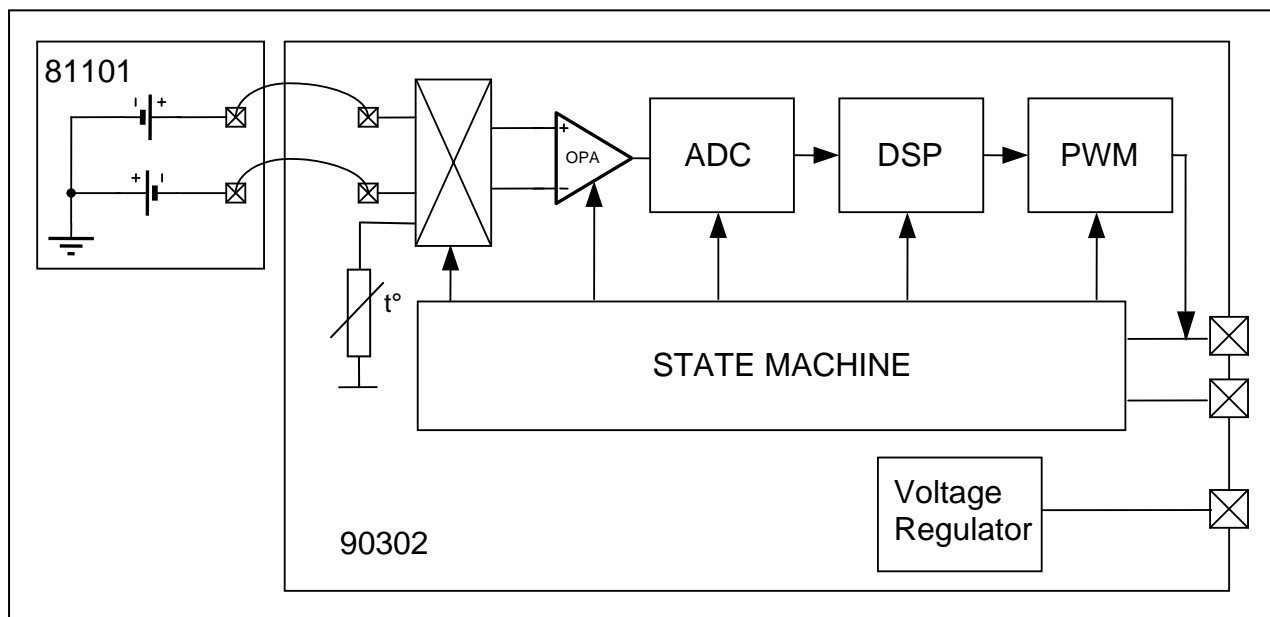 81101
- +
+ -
+
-
OPA
ADC
DSP
PWM
t°
STATE MACHINE
Voltage
Regulator
90302